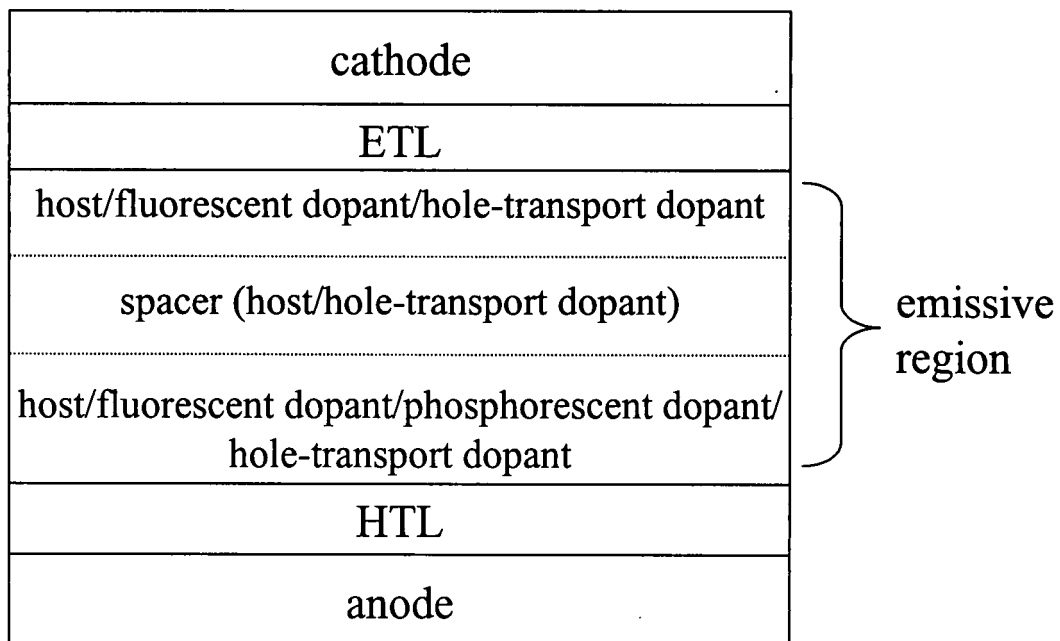 cathode
ETL
host/fluorescent dopant/hole-transport dopant
spacer (host/hole-transport dopant)
host/fluorescent dopant/phosphorescent dopant/
hole-transport dopant
HTL
anode
emissive
region